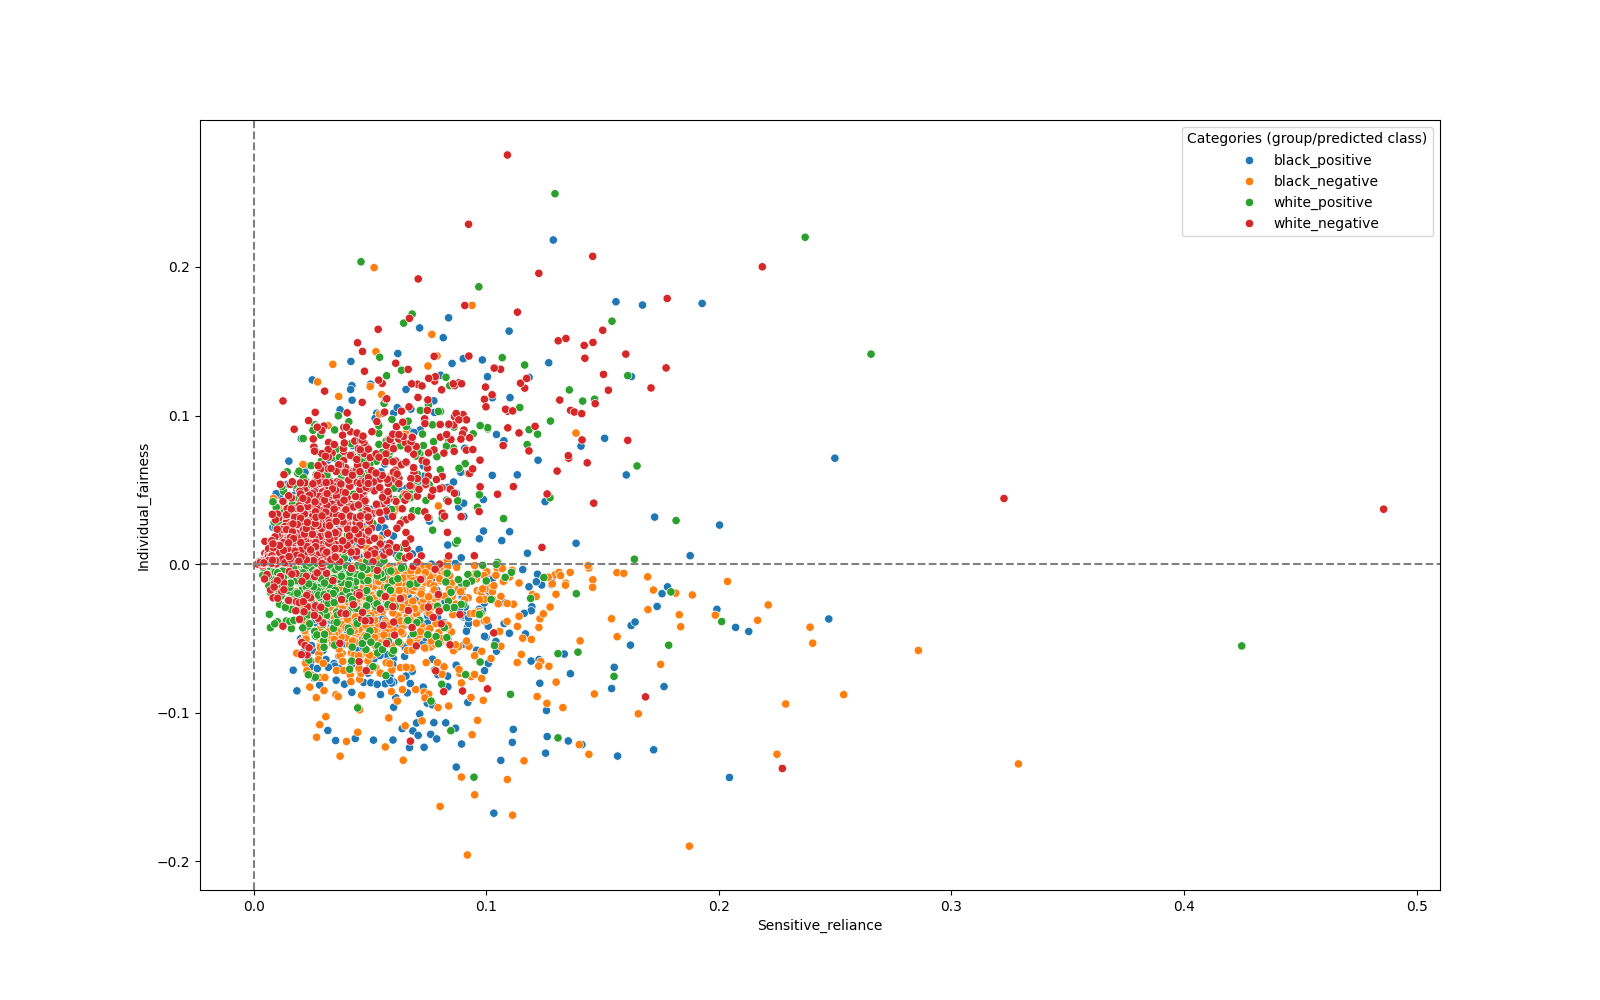 Categories (group/predicted class)
black_positive
black_negative
white_positive
white_negative
Individual_fairness
0.2
0.1
0.0
−0.1
−0.2
0.0 0.1 0.2 0.3 0.4 0.5
Sensitive_reliance